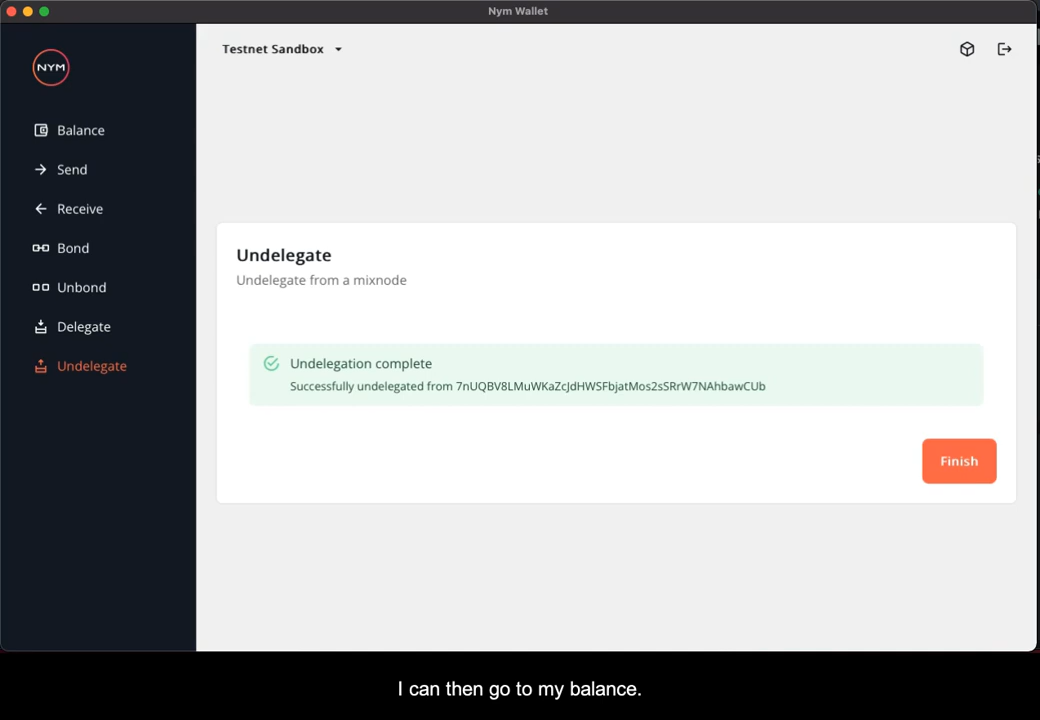 Nym Wallet
Testnet Sandbox
NYM
Balance
Send
Receive
Bond
Unbond
Delegate
Undelegate
Undelegate
Undelegate from a mixnode
Undelegation complete
Successfully undelegated from 7nUQBV8LMuWKaZcJdHWSFbjatMos2sSRrW7NAhbawCUb
Finish
I can then go to my balance.